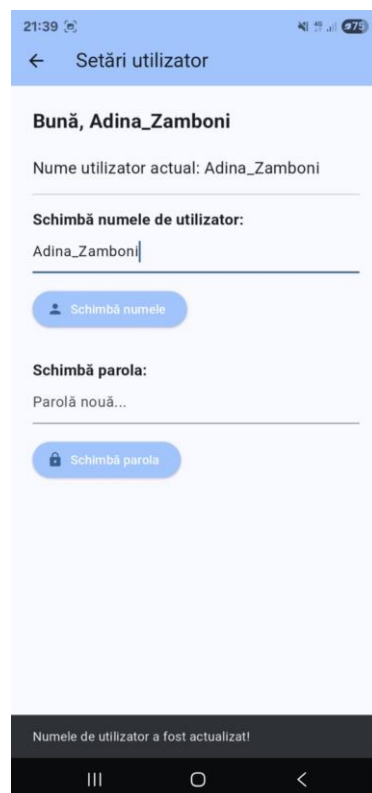 21:39
Setări utilizator
Bună, Adina_Zamboni
Nume utilizator actual: Adina_Zamboni
Schimbă numele de utilizator:
Adina_Zamboni
Schimbă numele
Schimbă parola:
Parolă nouă...
Schimbă parola
Numele de utilizator a fost actualizat!